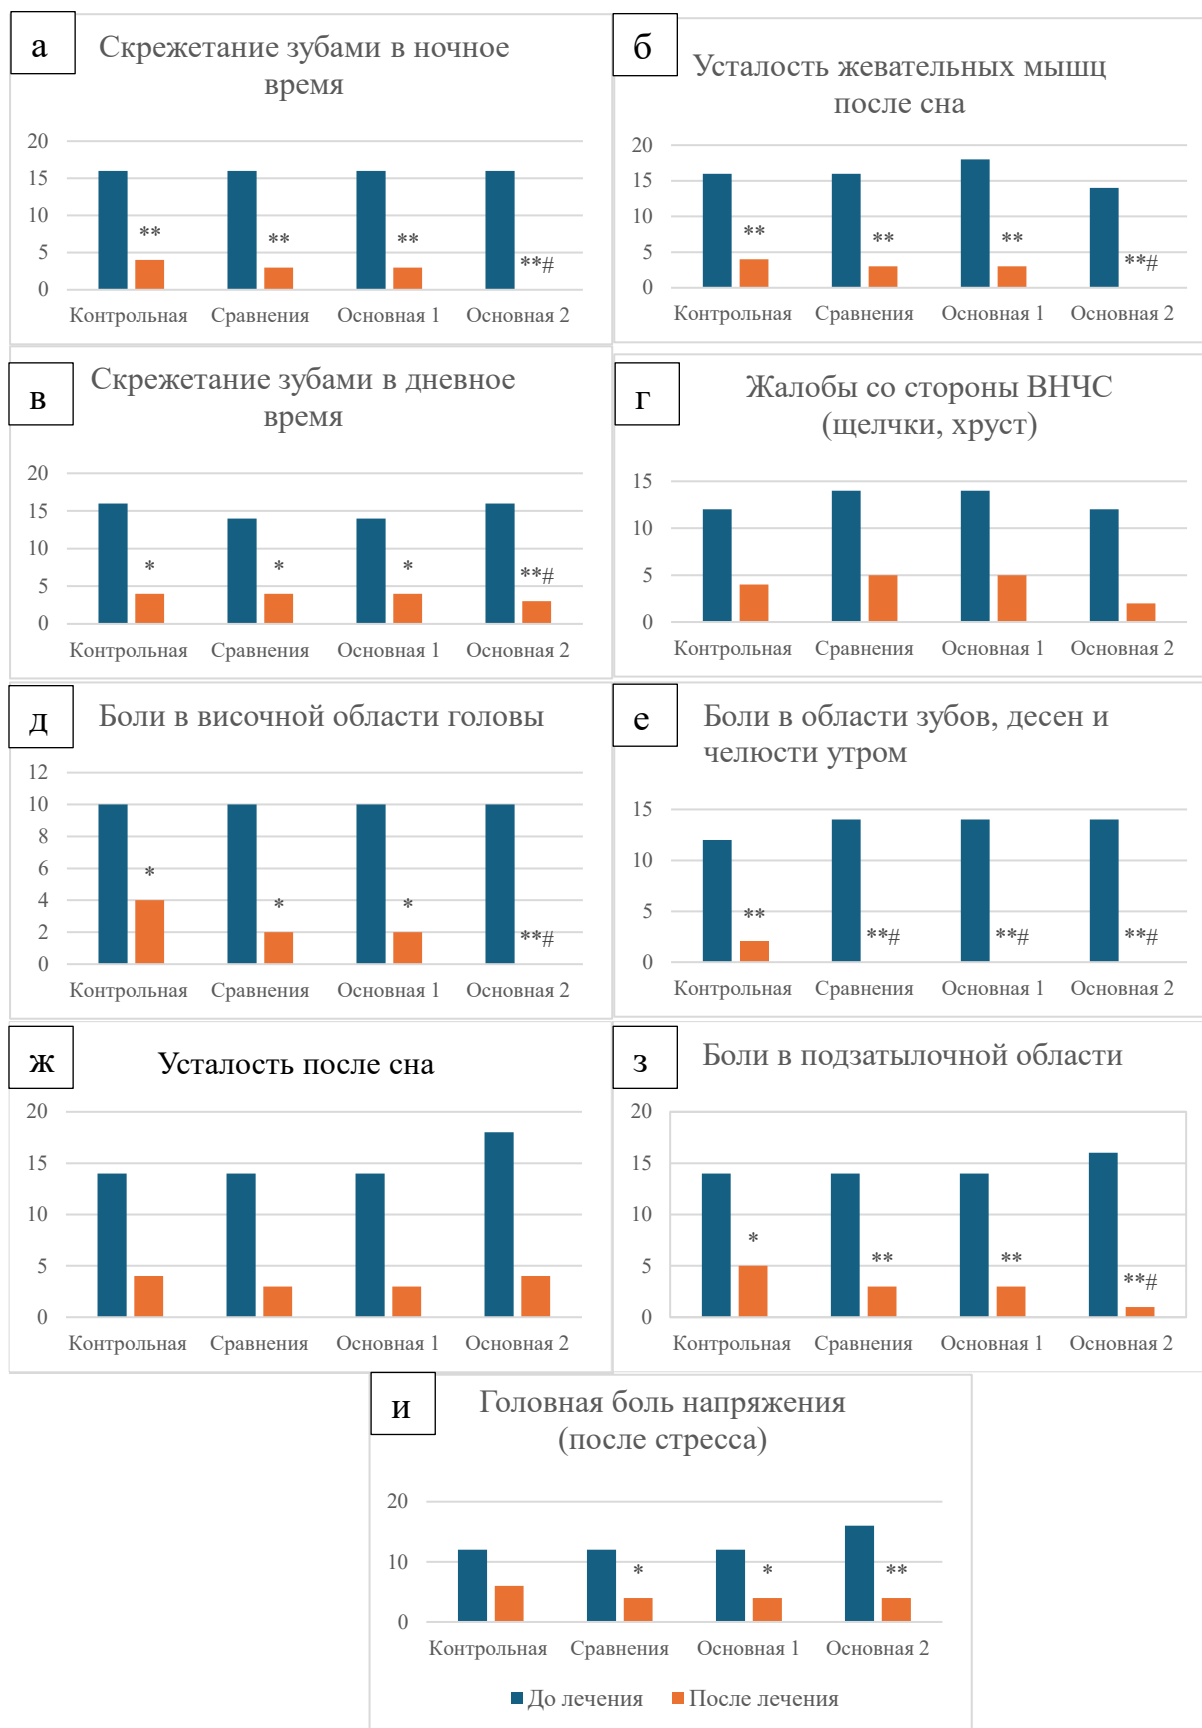 а
Скрежетание зубами в ночное
время
20
15
10
5
0
** ** ** **#
Контрольная Сравнения Основная 1 Основная 2
б
Усталость жевательных мышц
после сна
20
15
10
5
0
** ** ** **#
Контрольная Сравнения Основная 1 Основная 2
в
Скрежетание зубами в дневное
время
20
15
10
5
0
* * * **#
Контрольная Сравнения Основная 1 Основная 2
г
Жалобы со стороны ВНЧС
(щелчки, хруст)
15
10
5
0
Контрольная Сравнения Основная 1 Основная 2
д
Боли в височной области головы
12
10
8
6
4
2
0
* * * **#
Контрольная Сравнения Основная 1 Основная 2
е
Боли в области зубов, десен и
челюсти утром
15
10
5
0
** **# **# **#
Контрольная Сравнения Основная 1 Основная 2
ж
Усталость после сна
20
15
10
5
0
Контрольная Сравнения Основная 1 Основная 2
з
Боли в подзатылочной области
20
15
10
5
0
* ** ** **#
Контрольная Сравнения Основная 1 Основная 2
и
Головная боль напряжения
(после стресса)
20
10
0
* * **
Контрольная Сравнения Основная 1 Основная 2
До лечения После лечения